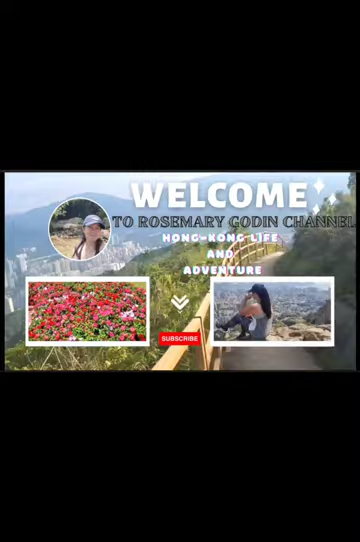 WELCOME
TO ROSEMARY GODIN CHANNEL
HONG-KONG LIFE
AND
ADVENTURE
SUBSCRIBE